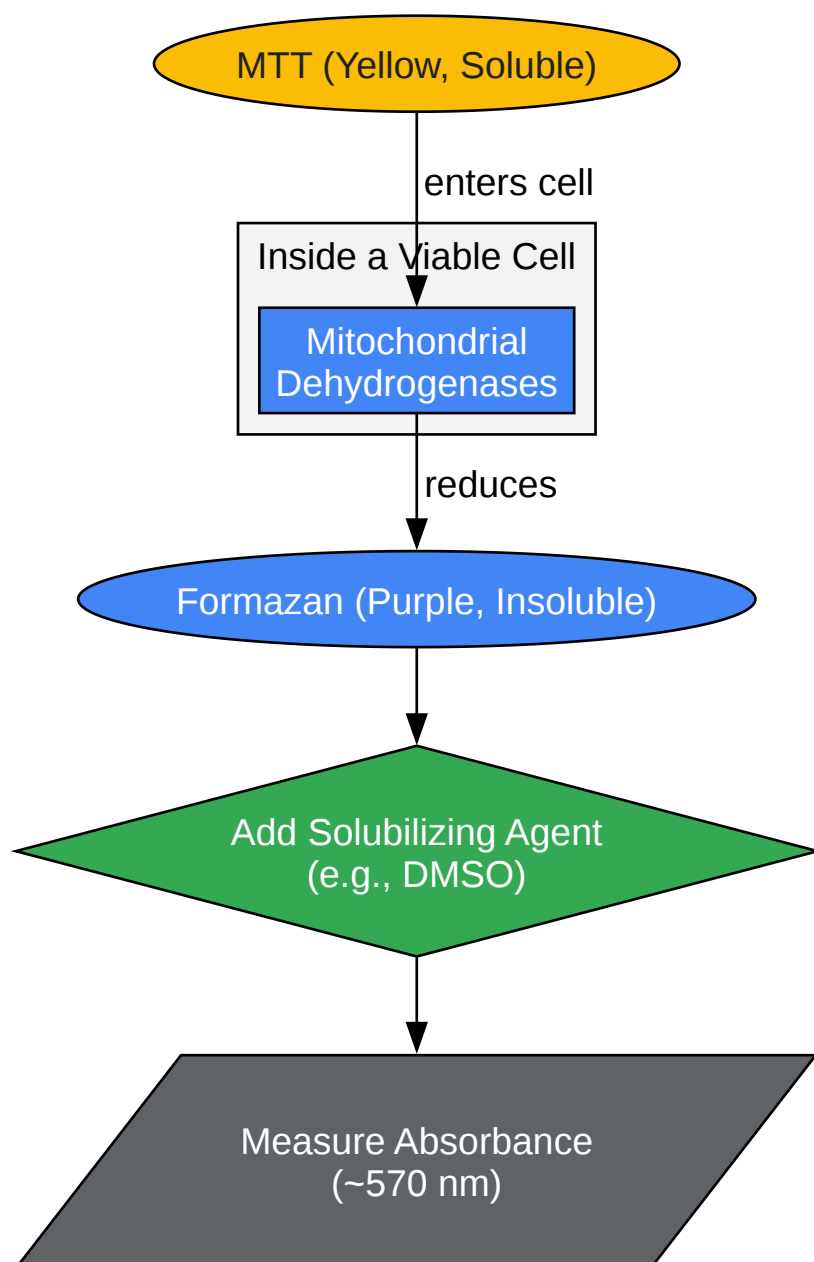 MTT (Yellow, Soluble)
enters cell
Inside a Viable Cell
Mitochondrial
Dehydrogenases
reduces
Formazan (Purple, Insoluble)
Add Solubilizing Agent
(e.g., DMSO)
Measure Absorbance
(~570 nm)